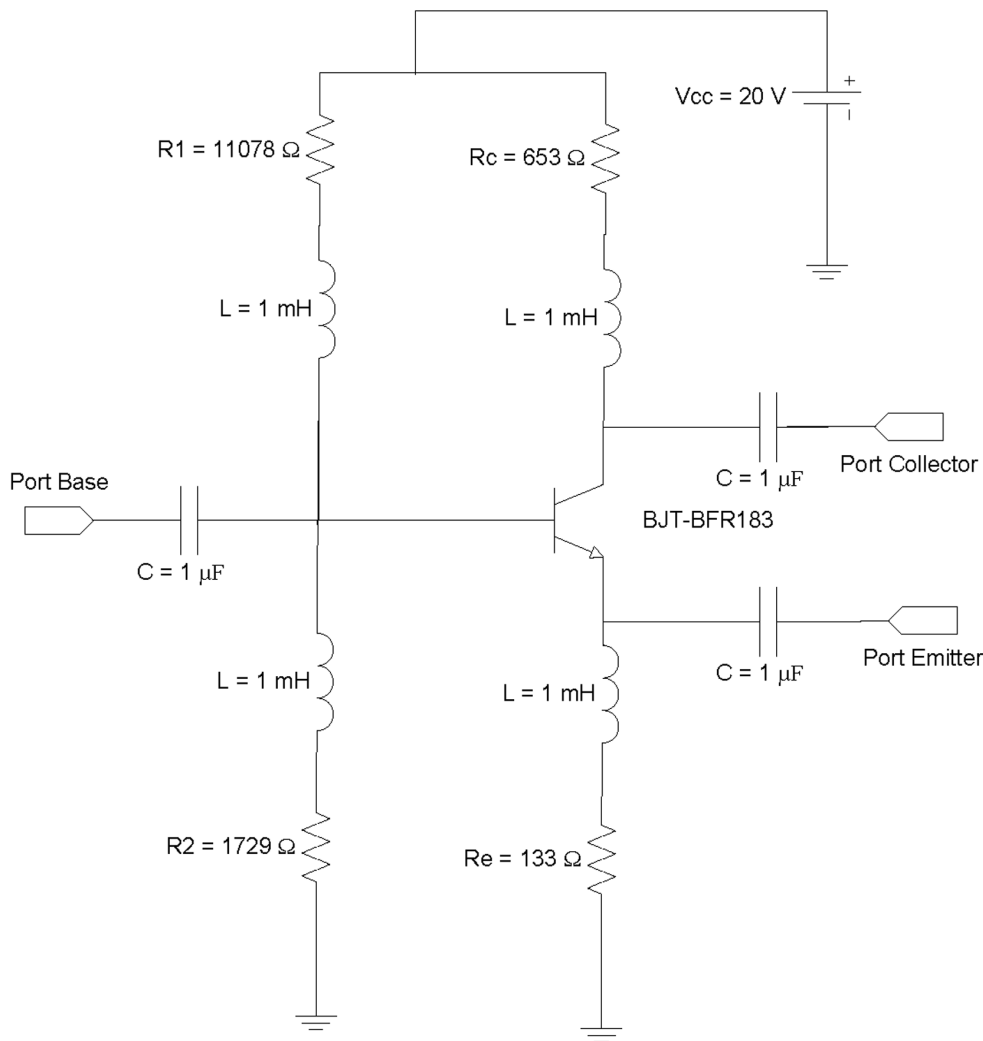 Vcc = 20 V
+
R1 = 11078 Ω
Rc = 653 Ω
L = 1 mH
L = 1 mH
Port Collector
C = 1 μF
Port Base
BJT-BFR183
C = 1 μF
Port Emitter
C = 1 μF
L = 1 mH
L = 1 mH
R2 = 1729 Ω
Re = 133 Ω